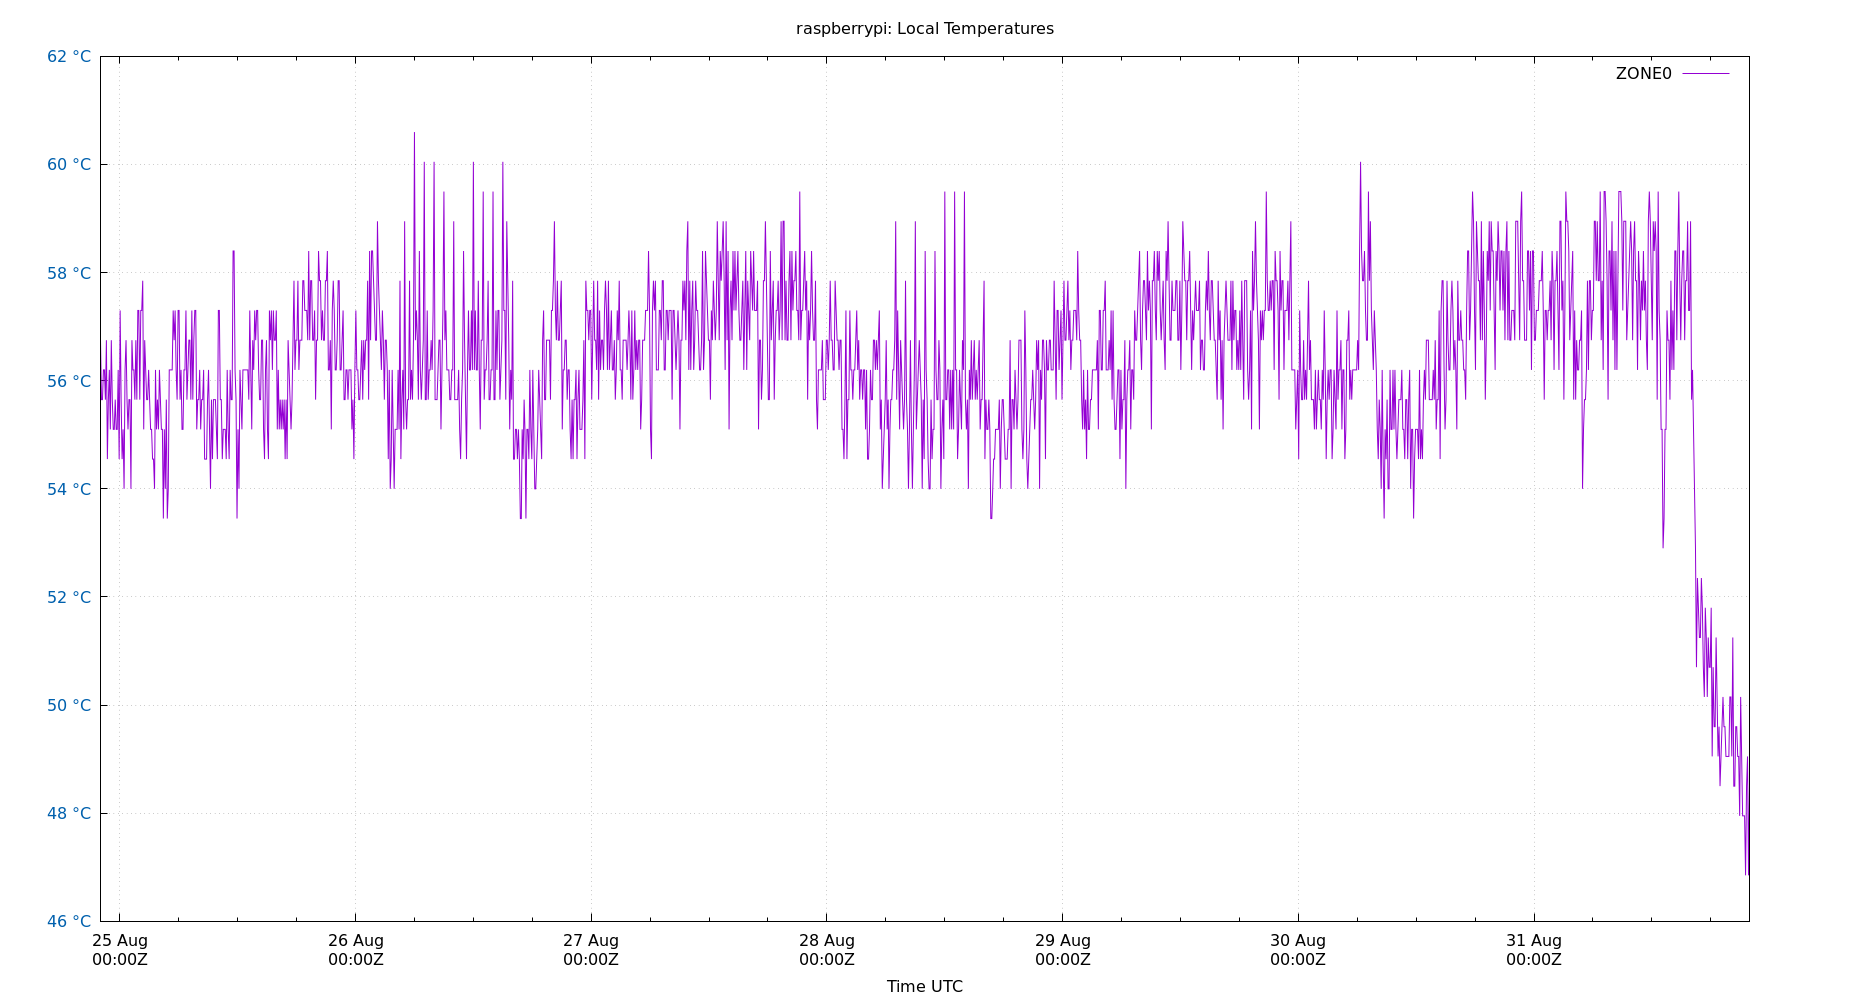 raspberrypi: Local Temperatures
62 °C
ZONE0
60 °C
58 °C
56 °C
54 °C
52 °C
50 °C
48 °C
46 °C
25 Aug 26 Aug 27 Aug 28 Aug 29 Aug 30 Aug 31 Aug
00:00Z 00:00Z 00:00Z 00:00Z 00:00Z 00:00Z 00:00Z
Time UTC